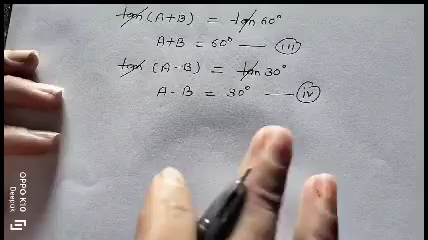 tan (A+B) = tan 60°
A+B = 60° — (iii)
tan (A-B) = tan 30°
A-B = 30° — (iv)
OPPO K10
Deepak